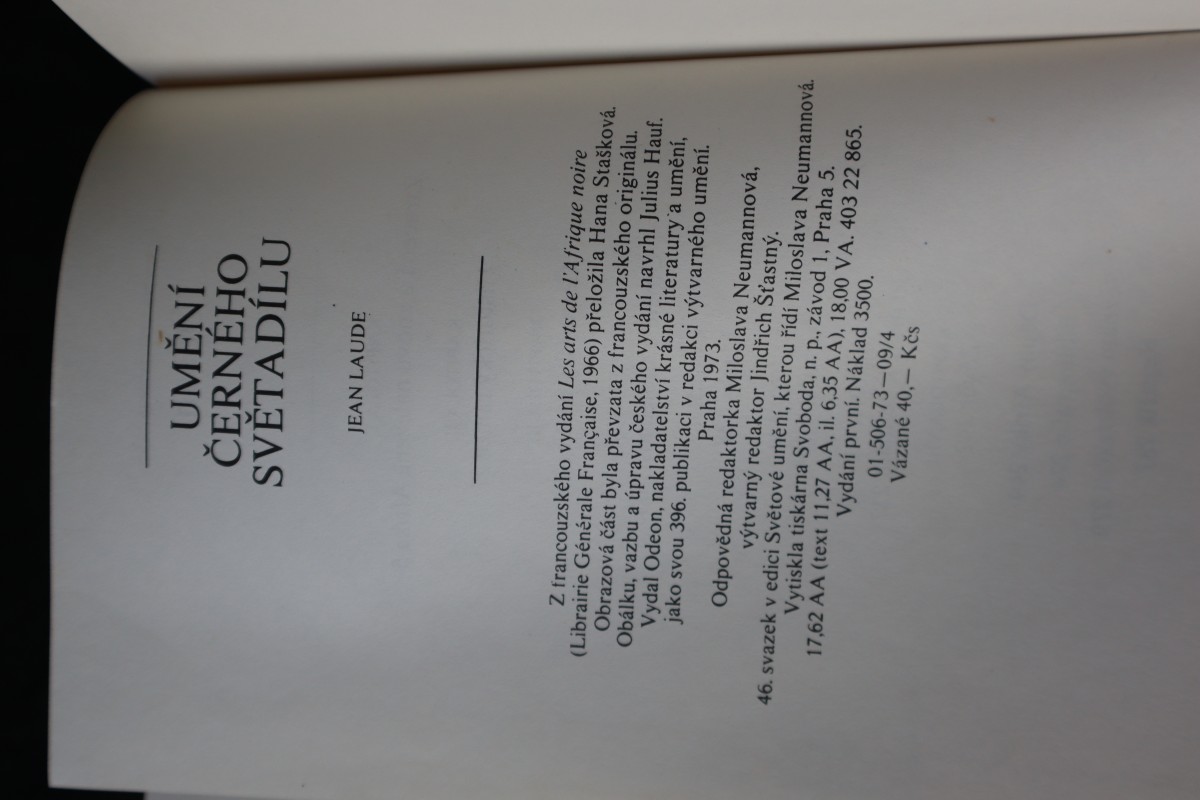 UMĚNÍ
ČERNÉHO
SVĚTADÍLU
JEAN LAUDE
Z francouzského vydání Les arts de l'Afrique noire
(Librairie Générale Française, 1966) přeložila Hana Stašková.
Obrazová část byla převzata z francouzského originálu.
Obálku, vazbu a úpravu českého vydání navrhl Julius Hauf.
Vydal Odeon, nakladatelství krásné literatury a umění,
jako svou 396. publikaci v redakci výtvarného umění.
Praha 1973.
Odpovědná redaktorka Miloslava Neumannová,
výtvarný redaktor Jindřich Šťastný.
46. svazek v edici Světové umění, kterou řídí Miloslava Neumannová.
Vytiskla tiskárna Svoboda, n. p., závod 1, Praha 5.
17,62 AA (text 11,27 AA, il. 6,35 AA), 18,00 VA. 403 22 865.
Vydání první. Náklad 3500.
01-506-73—09/4
Vázané 40,— Kčs